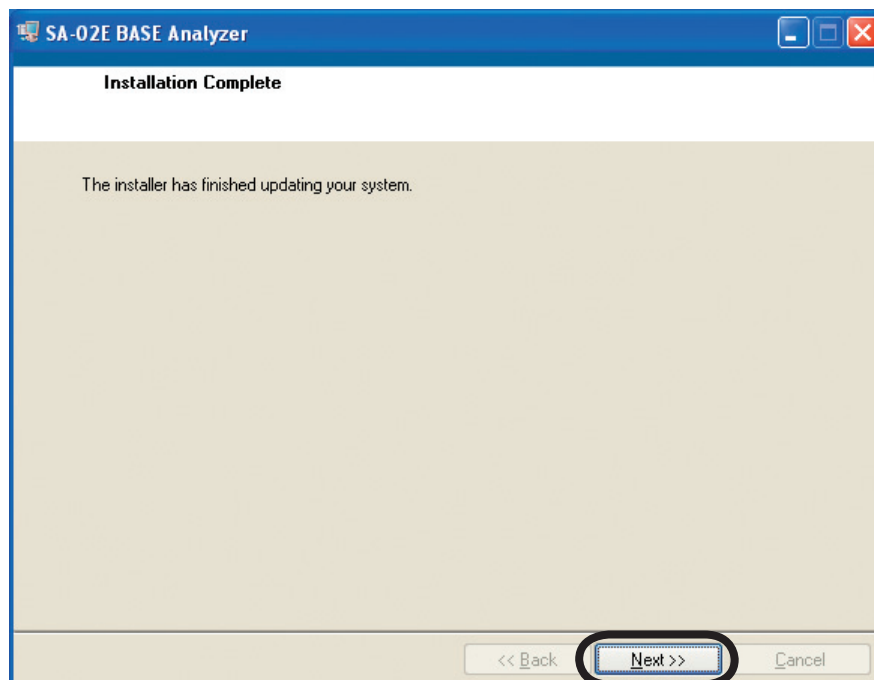 SA-02E BASE Analyzer
Installation Complete
The installer has finished updating your system.
<< Back Next >> Cancel